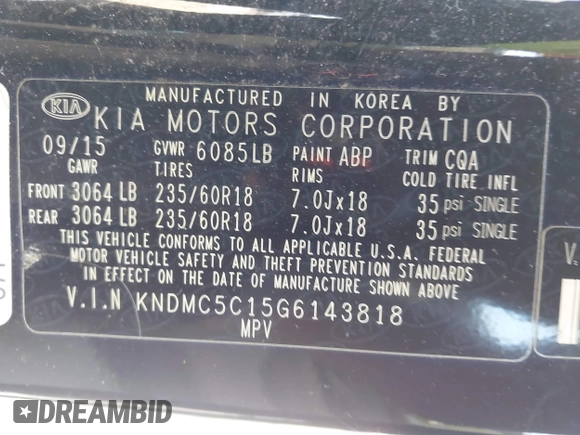 MANUFACTURED IN KOREA BY
KIA KIA MOTORS CORPORATION
09/15 GVWR 6085LB PAINT ABP TRIM CQA
GAWR TIRES RIMS COLD TIRE INFL
FRONT 3064 LB 235/60R18 7.0Jx18 35 psi SINGLE
REAR 3064 LB 235/60R18 7.0Jx18 35 psi SINGLE
THIS VEHICLE CONFORMS TO ALL APPLICABLE U.S.A. FEDERAL
MOTOR VEHICLE SAFETY AND THEFT PREVENTION STANDARDS
IN EFFECT ON THE DATE OF MANUFACTURE SHOWN ABOVE.
V.I.N KNDMC5C15G6143818
MPV
DREAMBID